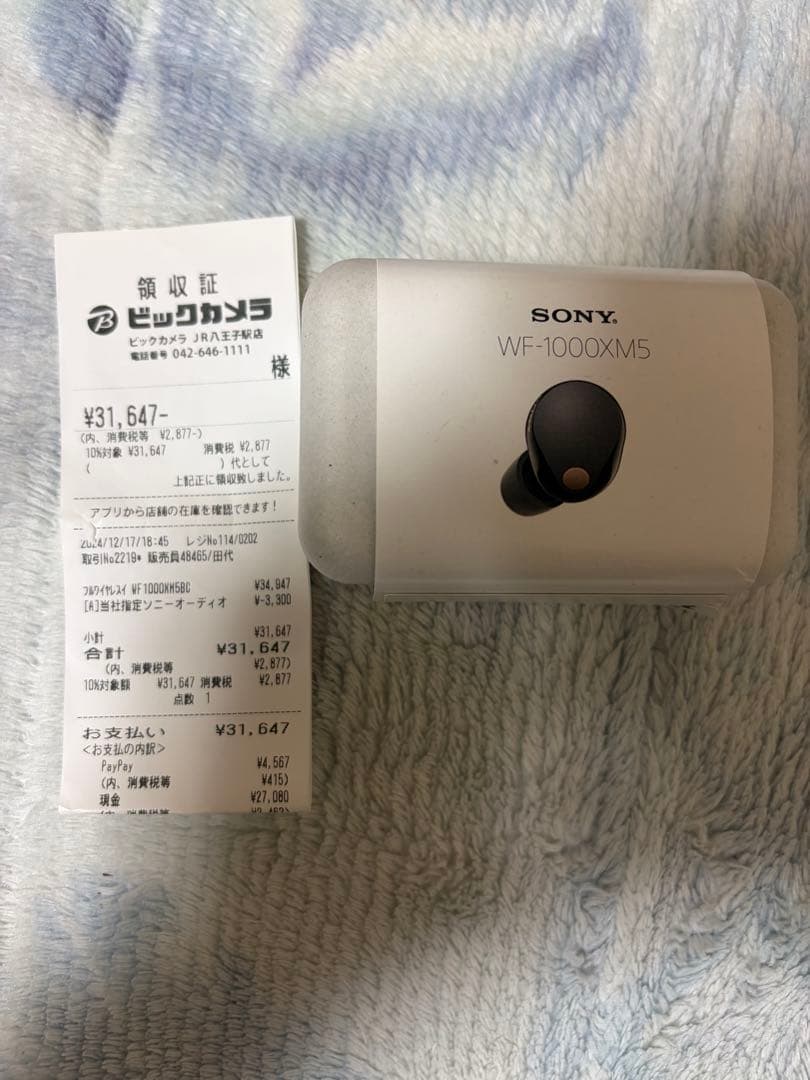 領収証
ビックカメラ
ビックカメラ JR八王子駅店
電話番号 042-646-1111
様
¥31,647-
(内、消費税等 ¥2,877-)
10%対象 ¥31,647 消費税 ¥2,877
( )代として
上記正に領収致しました。
アプリから店舗の在庫を確認できます!
2024/12/17/18:45 レジNo114/0202
取引No2219* 販売員48465/田代
フルワイヤレスイ WF1000XM5BC ¥34,947
[A]当社指定ソニーオーディオ ¥-3,300
小計 ¥31,647
合計 ¥31,647
(内、消費税等 ¥2,877)
10%対象額 ¥31,647 消費税 ¥2,877
点数 1
お支払い ¥31,647
<お支払の内訳>
PayPay ¥4,567
(内、消費税等 ¥415)
現金 ¥27,080
SONY
WF-1000XM5